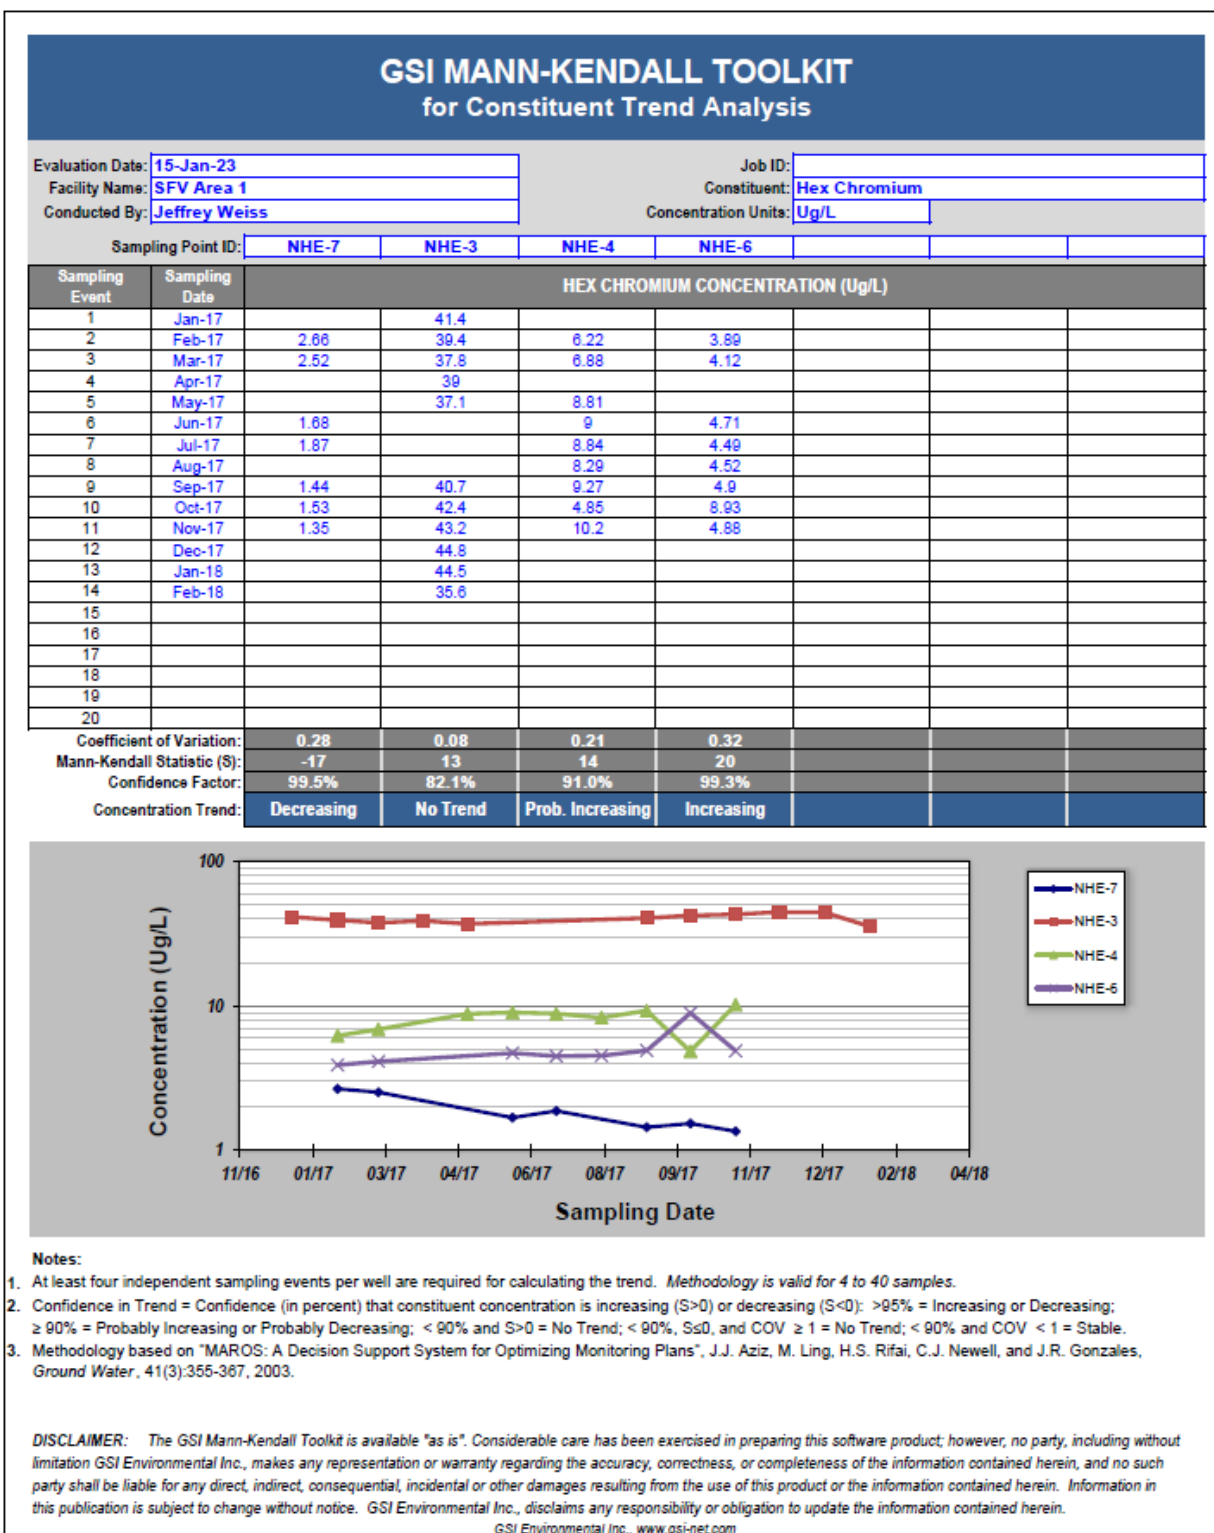 GSI MANN-KENDALL TOOLKIT
for Constituent Trend Analysis
Evaluation Date: 15-Jan-23 Job ID:
Facility Name: SFV Area 1 Constituent: Hex Chromium
Conducted By: Jeffrey Weiss Concentration Units: Ug/L
Sampling Point ID: NHE-7 NHE-3 NHE-4 NHE-6
Sampling Event Sampling Date HEX CHROMIUM CONCENTRATION (Ug/L)
1 Jan-17 41.4
2 Feb-17 2.66 39.4 6.22 3.89
3 Mar-17 2.52 37.8 6.88 4.12
4 Apr-17 39
5 May-17 37.1 8.81
6 Jun-17 1.68 9 4.71
7 Jul-17 1.87 8.84 4.49
8 Aug-17 8.29 4.52
9 Sep-17 1.44 40.7 9.27 4.9
10 Oct-17 1.53 42.4 4.85 8.93
11 Nov-17 1.35 43.2 10.2 4.88
12 Dec-17 44.8
13 Jan-18 44.5
14 Feb-18 35.6
15
16
17
18
19
20
Coefficient of Variation: 0.28 0.08 0.21 0.32
Mann-Kendall Statistic (S): -17 13 14 20
Confidence Factor: 99.5% 82.1% 91.0% 99.3%
Concentration Trend: Decreasing No Trend Prob. Increasing Increasing
100
10
1
Concentration (Ug/L)
11/16 01/17 03/17 04/17 06/17 08/17 09/17 11/17 12/17 02/18 04/18
Sampling Date
NHE-7
NHE-3
NHE-4
NHE-6
Notes:
1. At least four independent sampling events per well are required for calculating the trend. Methodology is valid for 4 to 40 samples.
2. Confidence in Trend = Confidence (in percent) that constituent concentration is increasing (S>0) or decreasing (S<0): >95% = Increasing or Decreasing;
≥ 90% = Probably Increasing or Probably Decreasing; < 90% and S>0 = No Trend; < 90%, S≤0, and COV ≥ 1 = No Trend; < 90% and COV < 1 = Stable.
3. Methodology based on "MAROS: A Decision Support System for Optimizing Monitoring Plans", J.J. Aziz, M. Ling, H.S. Rifai, C.J. Newell, and J.R. Gonzales,
Ground Water, 41(3):355-367, 2003.
DISCLAIMER: The GSI Mann-Kendall Toolkit is available "as is". Considerable care has been exercised in preparing this software product; however, no party, including without
limitation GSI Environmental Inc., makes any representation or warranty regarding the accuracy, correctness, or completeness of the information contained herein, and no such
party shall be liable for any direct, indirect, consequential, incidental or other damages resulting from the use of this product or the information contained herein. Information in
this publication is subject to change without notice. GSI Environmental Inc., disclaims any responsibility or obligation to update the information contained herein.
GSI Environmental Inc., www.gsi-net.com